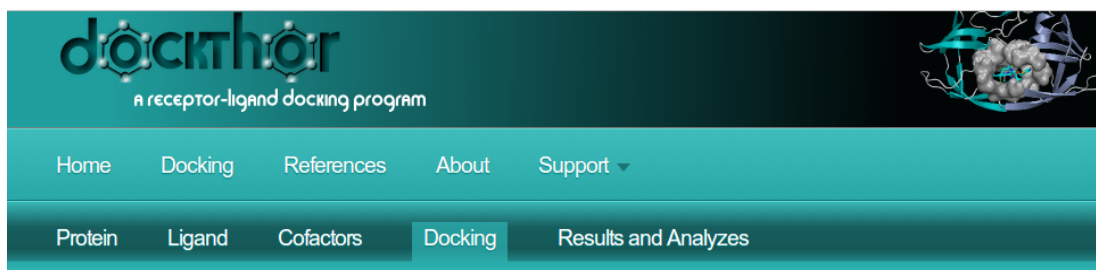 dockthor
A receptor-ligand docking program
Home Docking References About Support
Protein Ligand Cofactors Docking Results and Analyzes